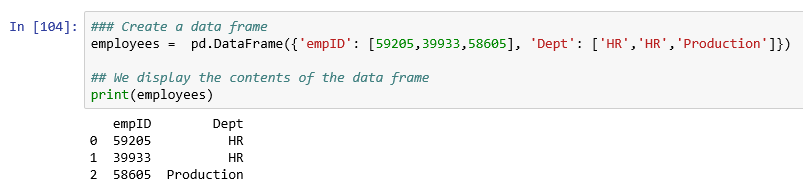 In [104]: ### Create a data frame
employees =  pd.DataFrame({'empID': [59205,39933,58605], 'Dept': ['HR','HR','Production']})
## We display the contents of the data frame
print(employees)
   empID        Dept
0  59205          HR
1  39933          HR
2  58605  Production